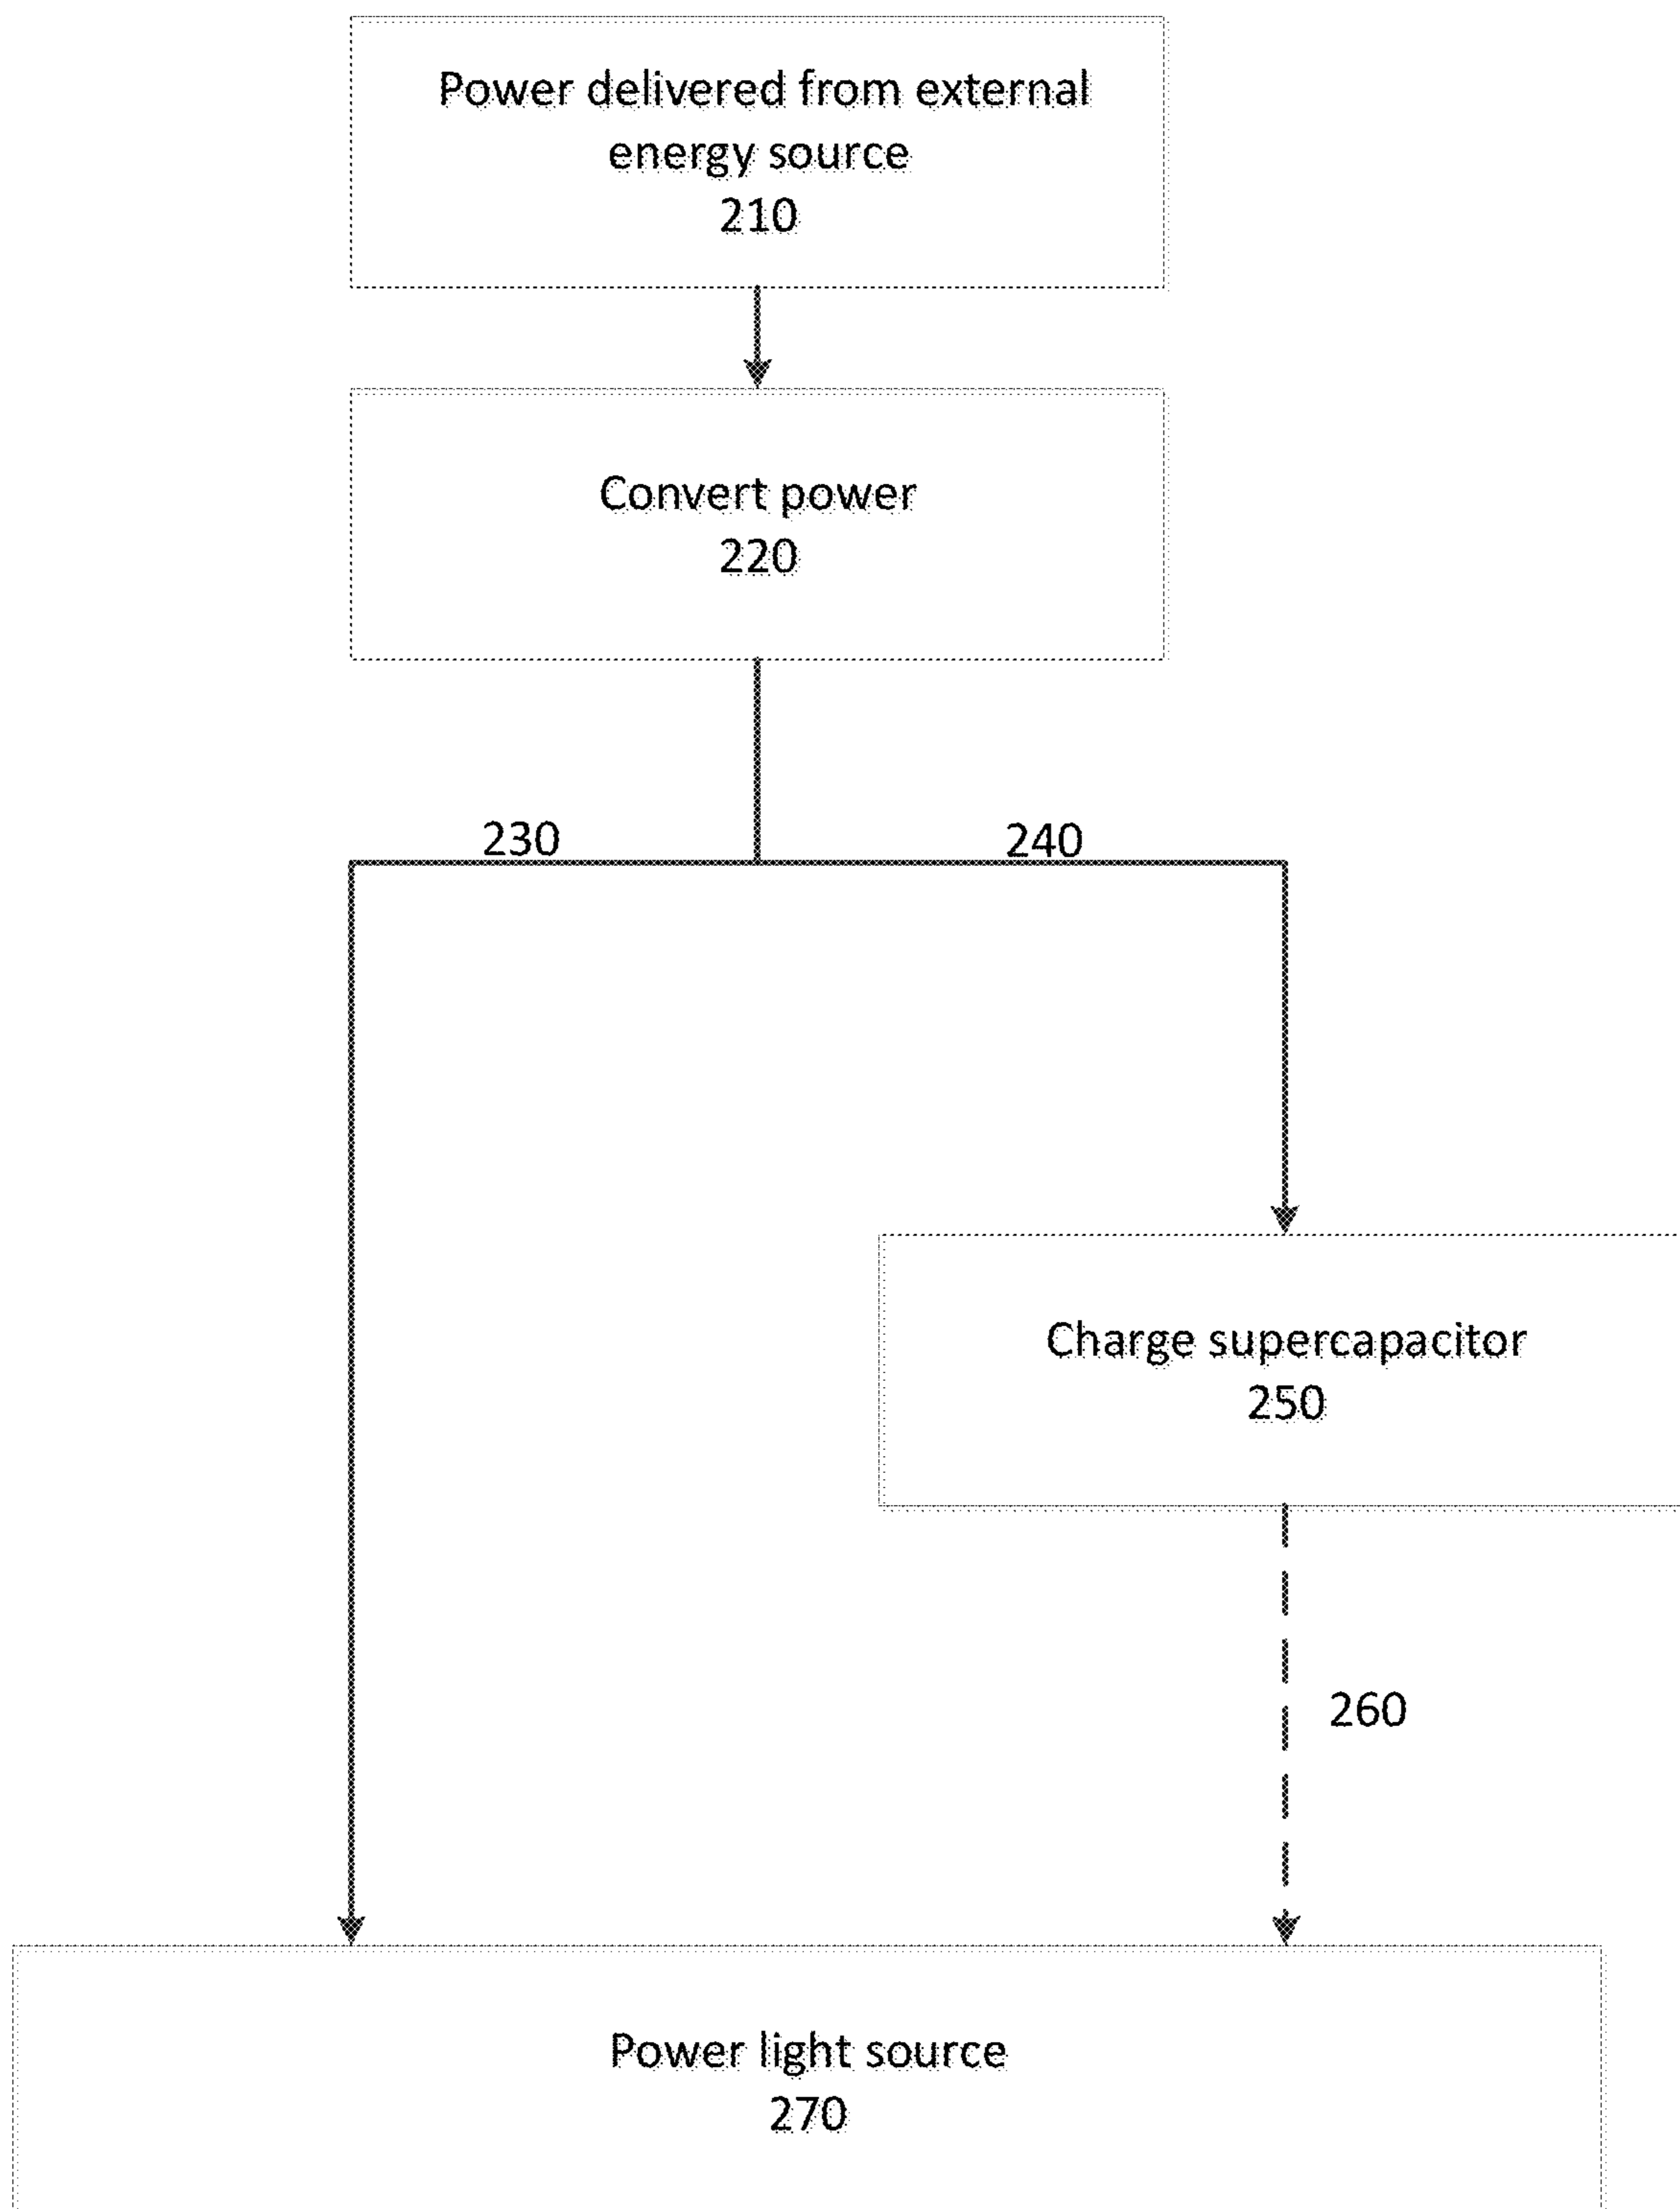 Power delivered from external
energy source
210
Convert power
220
230
240
Charge supercapacitor
250
260
Power light source
270